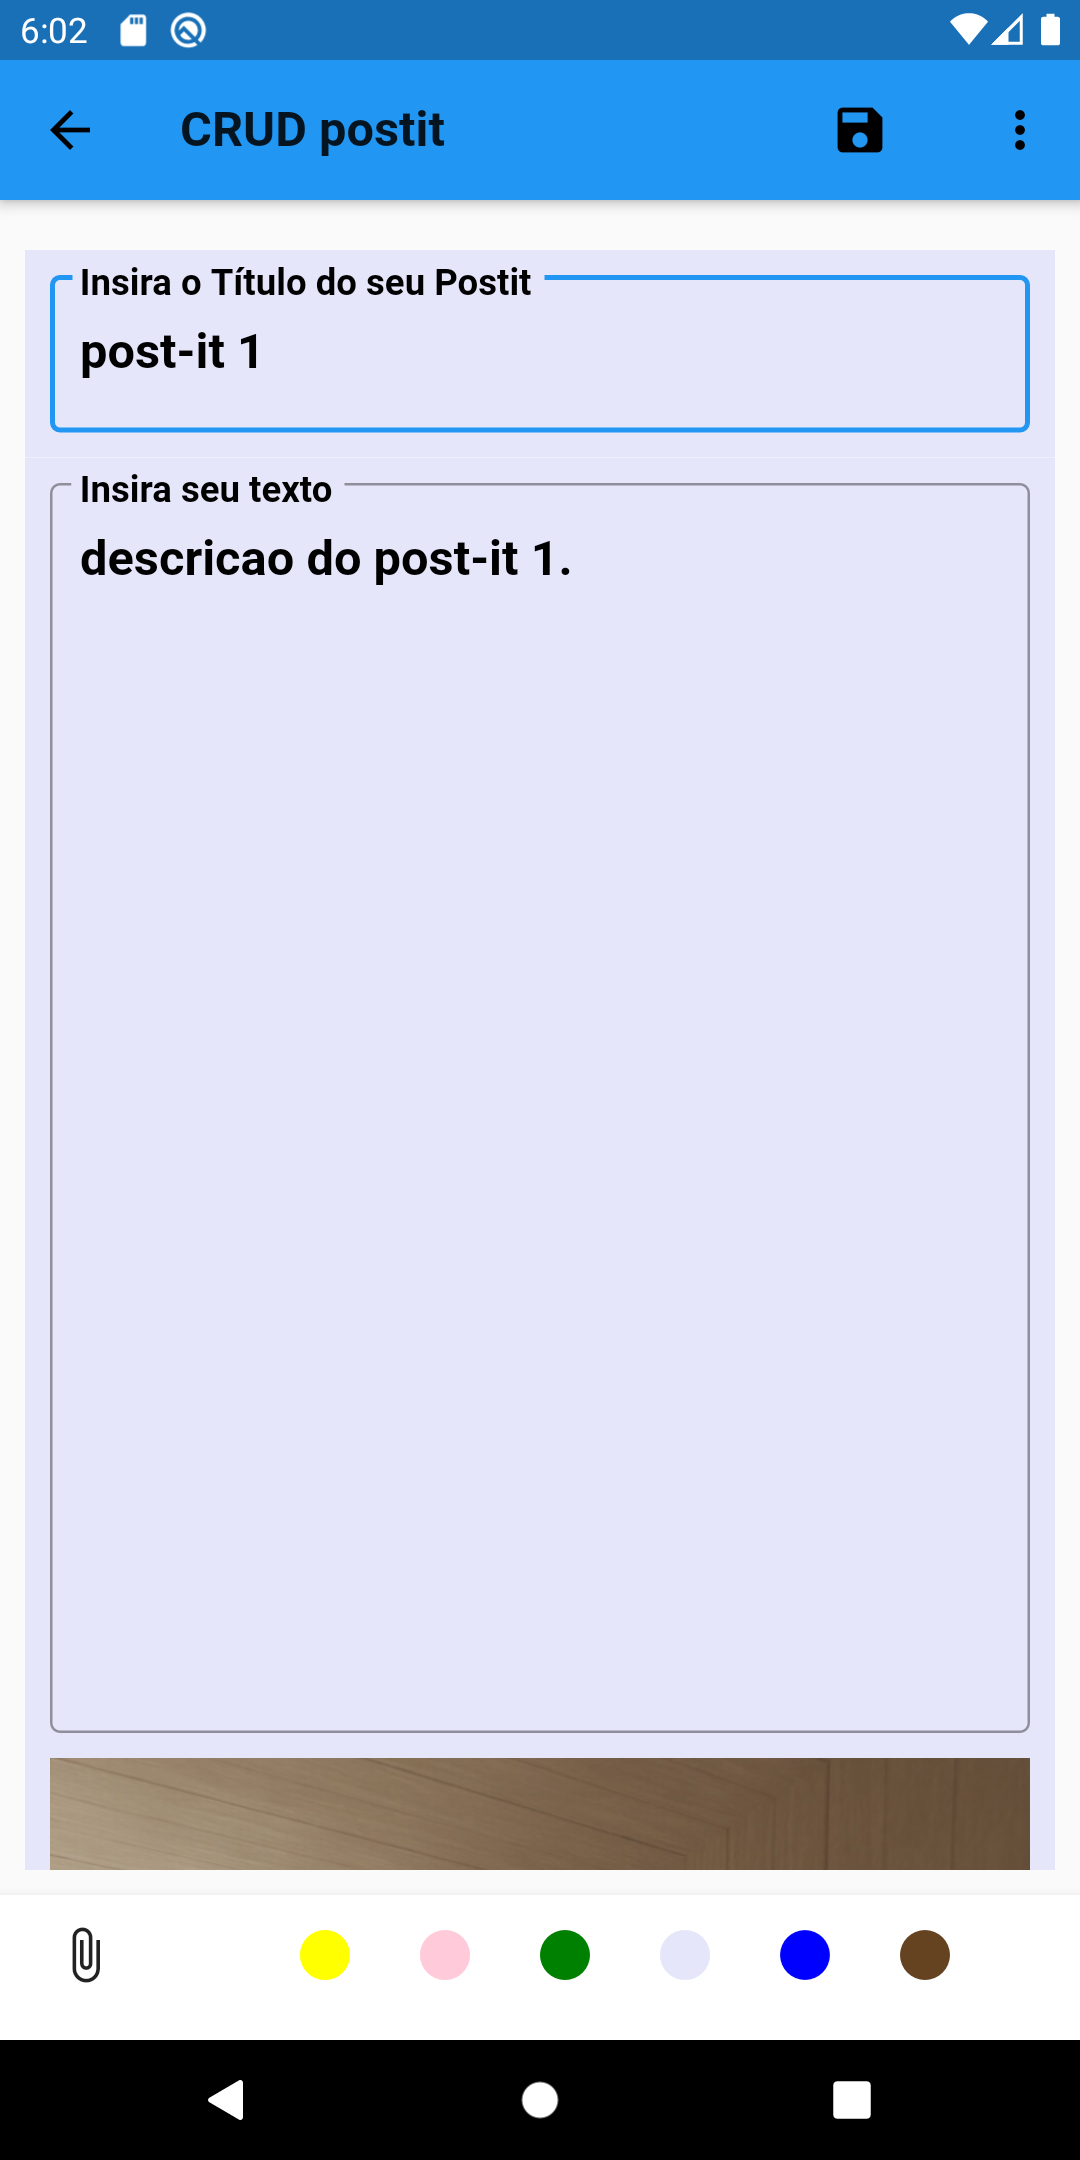 6:02
CRUD postit
Insira o Título do seu Postit
post-it 1
Insira seu texto
descricao do post-it 1.